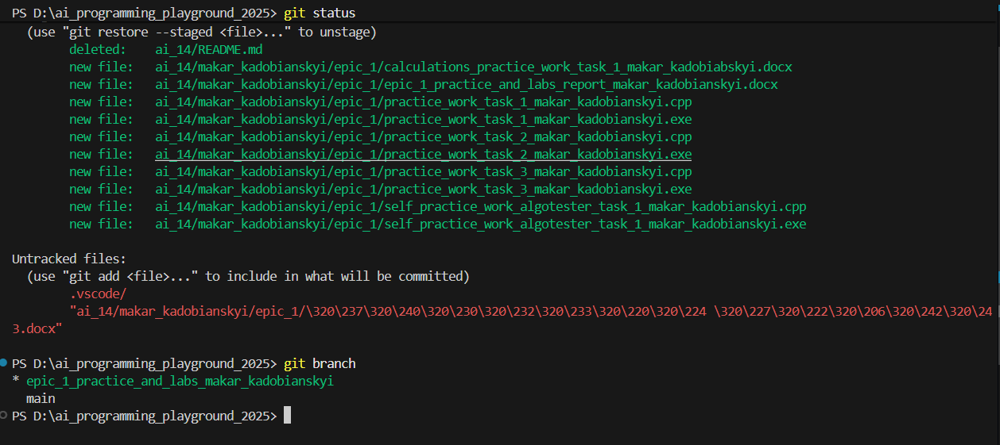 PS D:\ai_programming_playground_2025> git status
(use "git restore --staged <file>..." to unstage)
deleted: ai_14/README.md
new file: ai_14/makar_kadobianskyi/epic_1/calculations_practice_work_task_1_makar_kadobiabskyi.docx
new file: ai_14/makar_kadobianskyi/epic_1/epic_1_practice_and_labs_report_makar_kadobianskyi.docx
new file: ai_14/makar_kadobianskyi/epic_1/practice_work_task_1_makar_kadobianskyi.cpp
new file: ai_14/makar_kadobianskyi/epic_1/practice_work_task_1_makar_kadobianskyi.exe
new file: ai_14/makar_kadobianskyi/epic_1/practice_work_task_2_makar_kadobianskyi.cpp
new file: ai_14/makar_kadobianskyi/epic_1/practice_work_task_2_makar_kadobianskyi.exe
new file: ai_14/makar_kadobianskyi/epic_1/practice_work_task_3_makar_kadobianskyi.cpp
new file: ai_14/makar_kadobianskyi/epic_1/practice_work_task_3_makar_kadobianskyi.exe
new file: ai_14/makar_kadobianskyi/epic_1/self_practice_work_algotester_task_1_makar_kadobianskyi.cpp
new file: ai_14/makar_kadobianskyi/epic_1/self_practice_work_algotester_task_1_makar_kadobianskyi.exe
Untracked files:
(use "git add <file>..." to include in what will be committed)
.vscode/
"ai_14/makar_kadobianskyi/epic_1/\320\237\320\240\320\230\320\232\320\233\320\220\320\224 \320\227\320\222\320\206\320\242\320\24
3.docx"
PS D:\ai_programming_playground_2025> git branch
* epic_1_practice_and_labs_makar_kadobianskyi
main
PS D:\ai_programming_playground_2025>